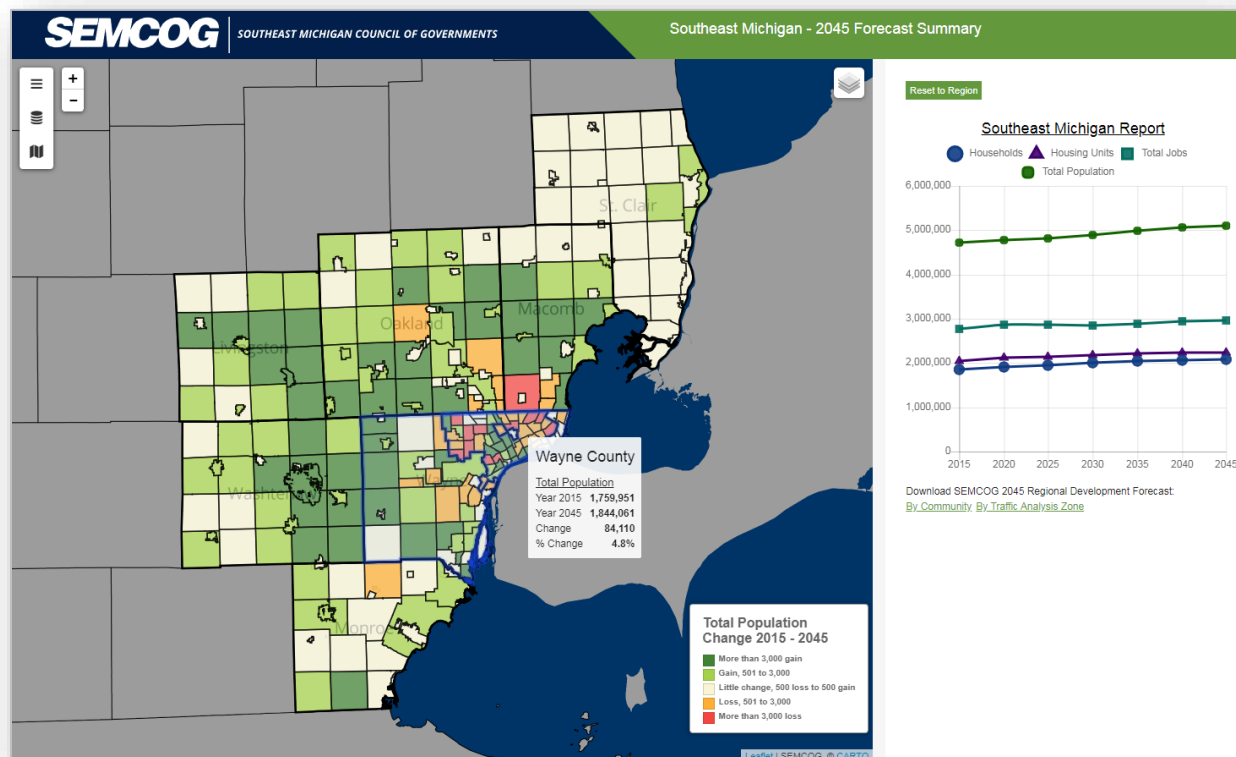 SEMCOG SOUTHEAST MICHIGAN COUNCIL OF GOVERNMENTS
Southeast Michigan - 2045 Forecast Summary
+
−
St. Clair
Oakland
Macomb
Livingston
Washtenaw
Wayne
Monroe
Wayne County
Total Population
Year 2015 1,759,951
Year 2045 1,844,061
Change 84,110
% Change 4.8%
Total Population
Change 2015 - 2045
More than 3,000 gain
Gain, 501 to 3,000
Little change, 500 loss to 500 gain
Loss, 501 to 3,000
More than 3,000 loss
Leaflet | SEMCOG, © CARTO
Reset to Region
Southeast Michigan Report
Households Housing Units Total Jobs
Total Population
6,000,000
5,000,000
4,000,000
3,000,000
2,000,000
1,000,000
0
2015 2020 2025 2030 2035 2040 2045
Download SEMCOG 2045 Regional Development Forecast:
By Community By Traffic Analysis Zone